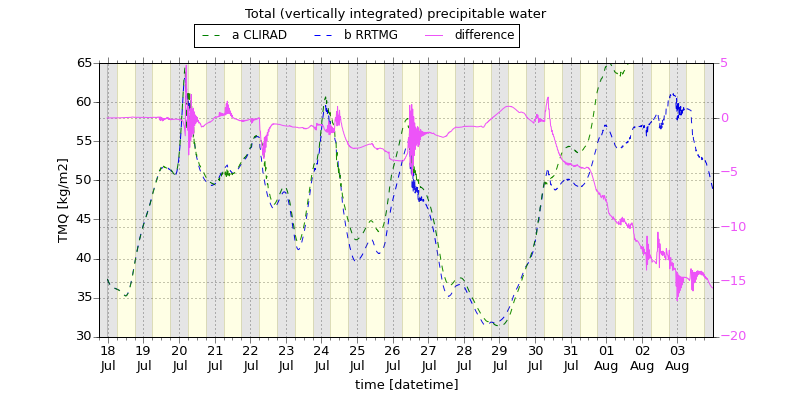 Total (vertically integrated) precipitable water
a CLIRAD b RRTMG difference
65 5
60 0
55 −5
50
45 −10
40 −15
35
30 −20
TMQ [kg/m2]
18 19 20 21 22 23 24 25 26 27 28 29 30 31 01 02 03
Jul Jul Jul Jul Jul Jul Jul Jul Jul Jul Jul Jul Jul Jul Aug Aug Aug
time [datetime]